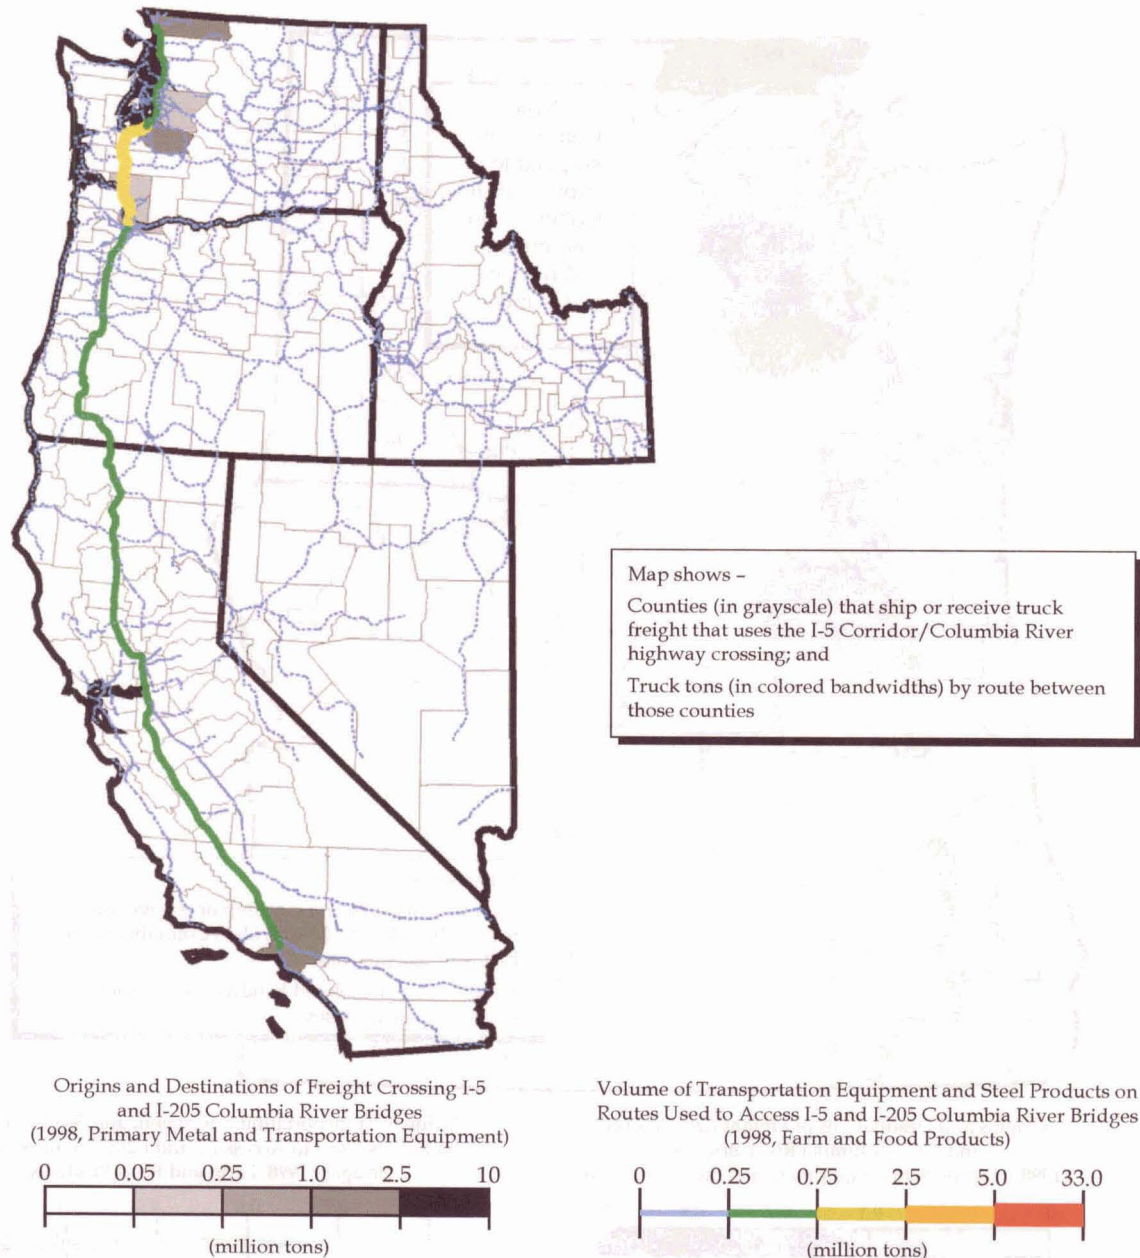 Map shows –
Counties (in grayscale) that ship or receive truck
freight that uses the I-5 Corridor/Columbia River
highway crossing; and
Truck tons (in colored bandwidths) by route between
those counties
Origins and Destinations of Freight Crossing I-5
and I-205 Columbia River Bridges
(1998, Primary Metal and Transportation Equipment)
0 0.05 0.25 1.0 2.5 10
(million tons)
Volume of Transportation Equipment and Steel Products on
Routes Used to Access I-5 and I-205 Columbia River Bridges
(1998, Farm and Food Products)
0 0.25 0.75 2.5 5.0 33.0
(million tons)